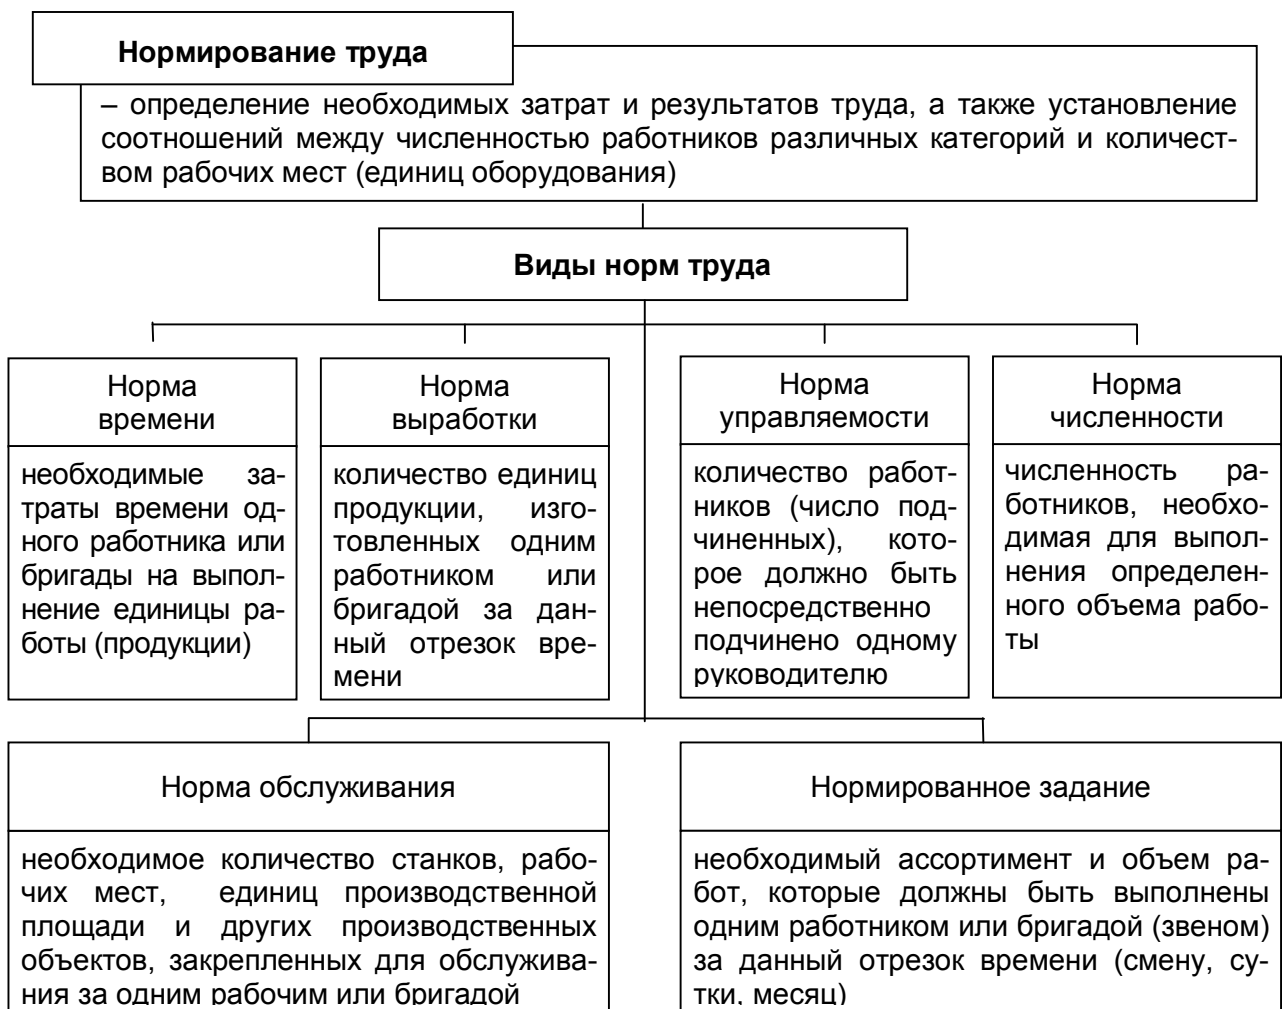 Нормирование труда
– определение необходимых затрат и результатов труда, а также установление
соотношений между численностью работников различных категорий и количест-
вом рабочих мест (единиц оборудования)
Виды норм труда
Норма
времени
необходимые за-
траты времени од-
ного работника или
бригады на выпол-
нение единицы ра-
боты (продукции)
Норма
выработки
количество единиц
продукции, изго-
товленных одним
работником или
бригадой за дан-
ный отрезок вре-
мени
Норма
управляемости
количество работ-
ников (число под-
чиненных), кото-
рое должно быть
непосредственно
подчинено одному
руководителю
Норма
численности
численность ра-
ботников, необхо-
димая для выпол-
нения определен-
ного объема рабо-
ты
Норма обслуживания
необходимое количество станков, рабо-
чих мест, единиц производственной
площади и других производственных
объектов, закрепленных для обслужива-
ния за одним рабочим или бригадой
Нормированное задание
необходимый ассортимент и объем ра-
бот, которые должны быть выполнены
одним работником или бригадой (звеном)
за данный отрезок времени (смену, су-
тки, месяц)